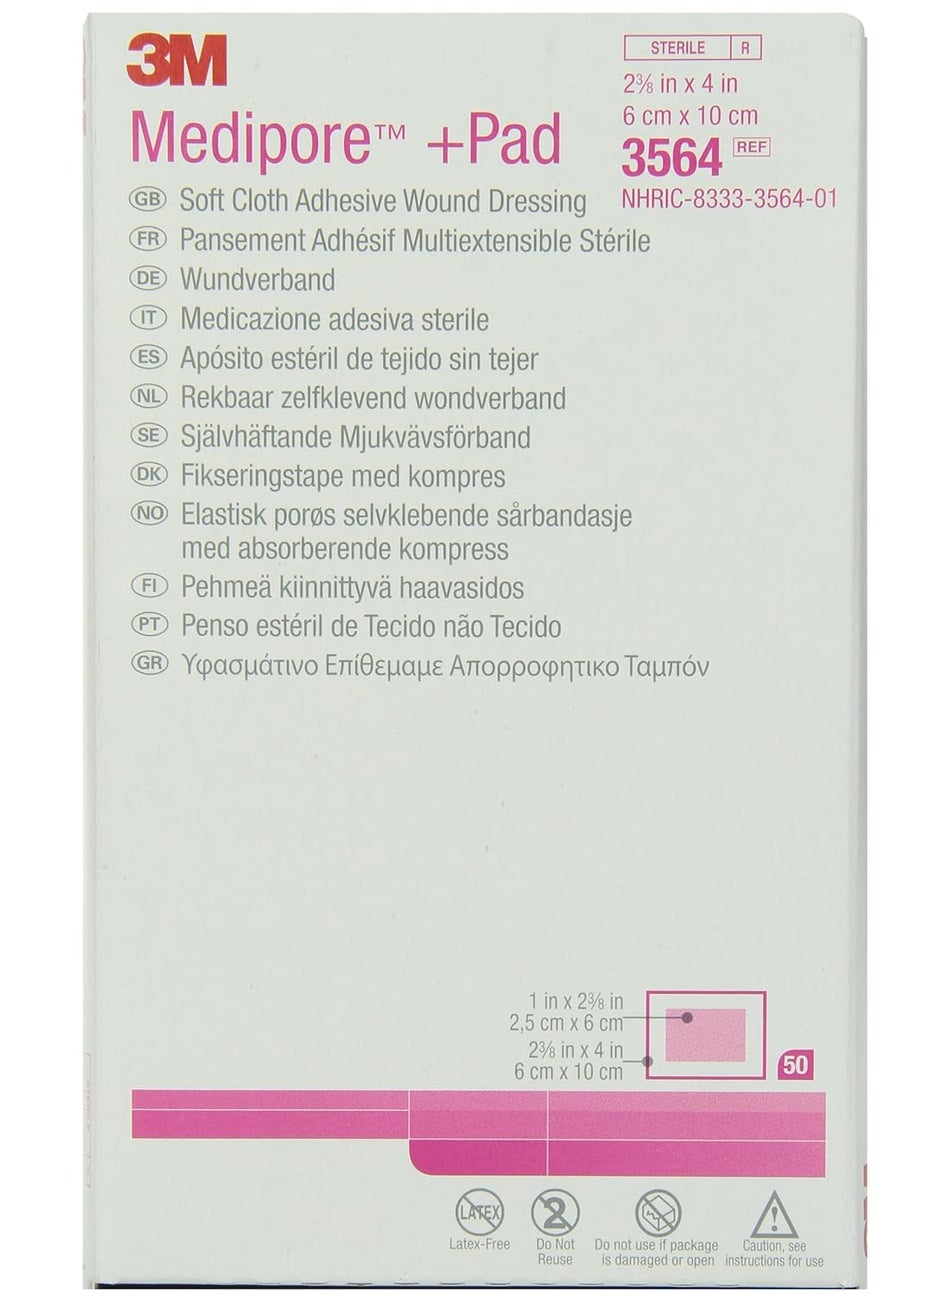 3M
Medipore™ +Pad
STERILE R
2⅜ in x 4 in
6 cm x 10 cm
3564 REF
NHRIC-8333-3564-01
GB Soft Cloth Adhesive Wound Dressing
FR Pansement Adhésif Multiextensible Stérile
DE Wundverband
IT Medicazione adesiva sterile
ES Apósito estéril de tejido sin tejer
NL Rekbaar zelfklevend wondverband
SE Självhäftande Mjukvävsförband
DK Fikseringstape med kompres
NO Elastisk porøs selvklebende sårbandasje
med absorberende kompress
FI Pehmeä kiinnittyvä haavasidos
PT Penso estéril de Tecido não Tecido
GR Υφασμάτινο Επίθεμαμε Απορροφητικο Ταμπόν
1 in x 2⅜ in
2,5 cm x 6 cm
2⅜ in x 4 in
6 cm x 10 cm
50
LATEX
Latex-Free
2
Do Not
Reuse
Do not use if package
is damaged or open
Caution, see
instructions for use